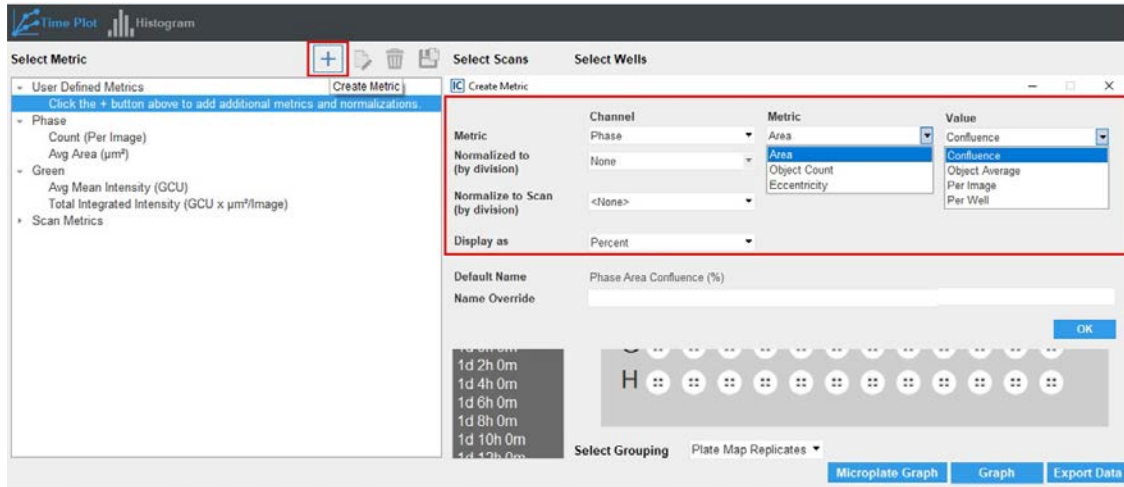 Time Plot Histogram
Select Metric
Create Metric
User Defined Metrics
Click the + button above to add additional metrics and normalizations.
Phase
Count (Per Image)
Avg Area (µm²)
Green
Avg Mean Intensity (GCU)
Total Integrated Intensity (GCU x µm²/Image)
Scan Metrics
Select Scans Select Wells
IC Create Metric
Channel Metric Value
Metric Phase Area Confluence
Normalized to
(by division)
None
Area
Object Count
Eccentricity
Confluence
Object Average
Per Image
Per Well
Normalize to Scan
(by division)
<None>
Display as Percent
Default Name Phase Area Confluence (%)
Name Override
OK
1d 2h 0m
1d 4h 0m
1d 6h 0m
1d 8h 0m
1d 10h 0m
1d 12h 0m
H
Select Grouping Plate Map Replicates
Microplate Graph Graph Export Data